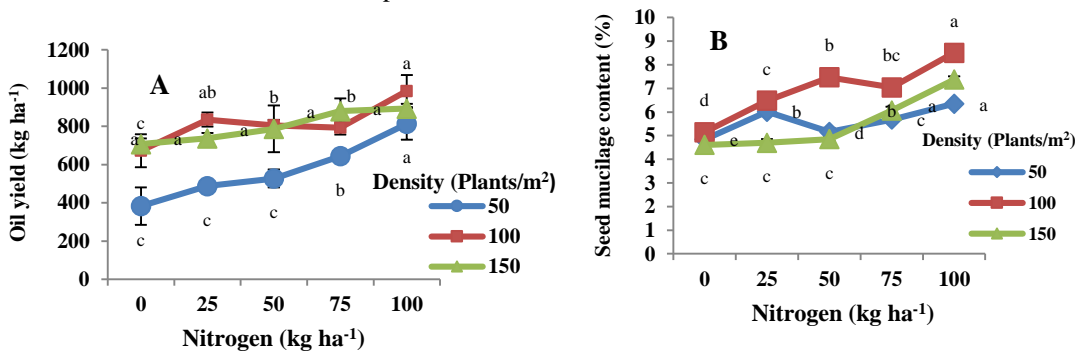 A
Oil yield (kg ha-1)
1200
1000
800
600
400
200
0
c
ab
b
b
a
a
a
a
a
a
c
c
c
b
a
0 25 50 75 100
Nitrogen (kg ha-1)
Density (Plants/m2)
50
100
150
B
Seed mucilage content (%)
10
9
8
7
6
5
4
3
2
1
0
d
c
b
bc
a
e
b
d
b
c
a
a
c
c
c
0 25 50 75 100
Nitrogen (kg ha-1)
Density (Plants/m2)
50
100
150